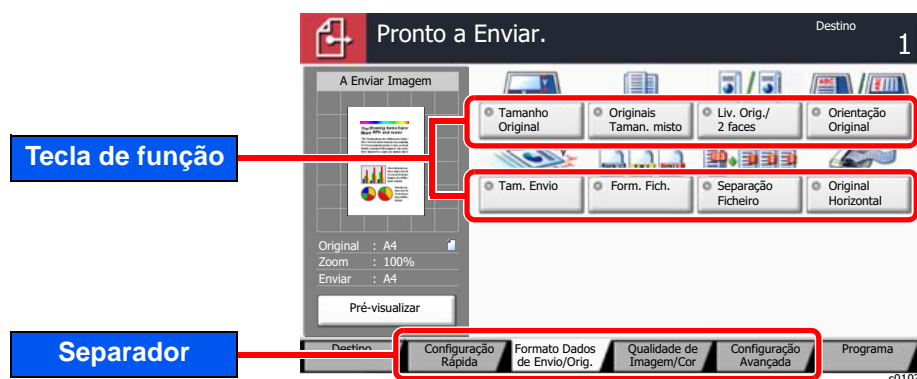 Pronto a Enviar.
Destino
1
A Enviar Imagem
Tamanho
Original
Originais
Taman. misto
Liv. Orig./
2 faces
Orientação
Original
Tecla de função
Tam. Envio
Form. Fich.
Separação
Ficheiro
Original
Horizontal
Original : A4
Zoom : 100%
Enviar : A4
Pré-visualizar
Separador
Destino
Configuração
Rápida
Formato Dados
de Envio/Orig.
Qualidade de
Imagem/Cor
Configuração
Avançada
Programa